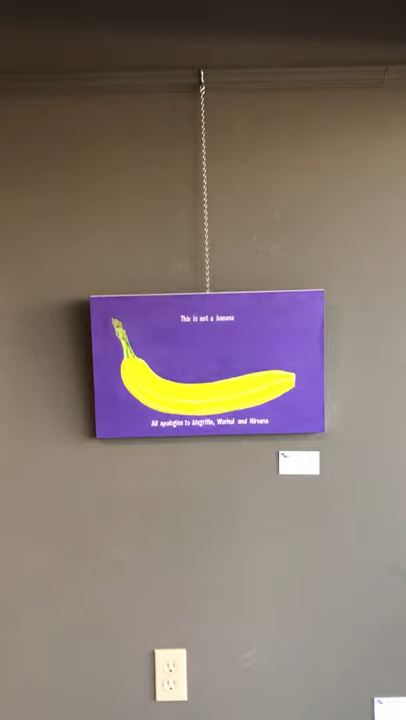 This is not a banana
All apologies to Magritte, Warhol and Nirvana